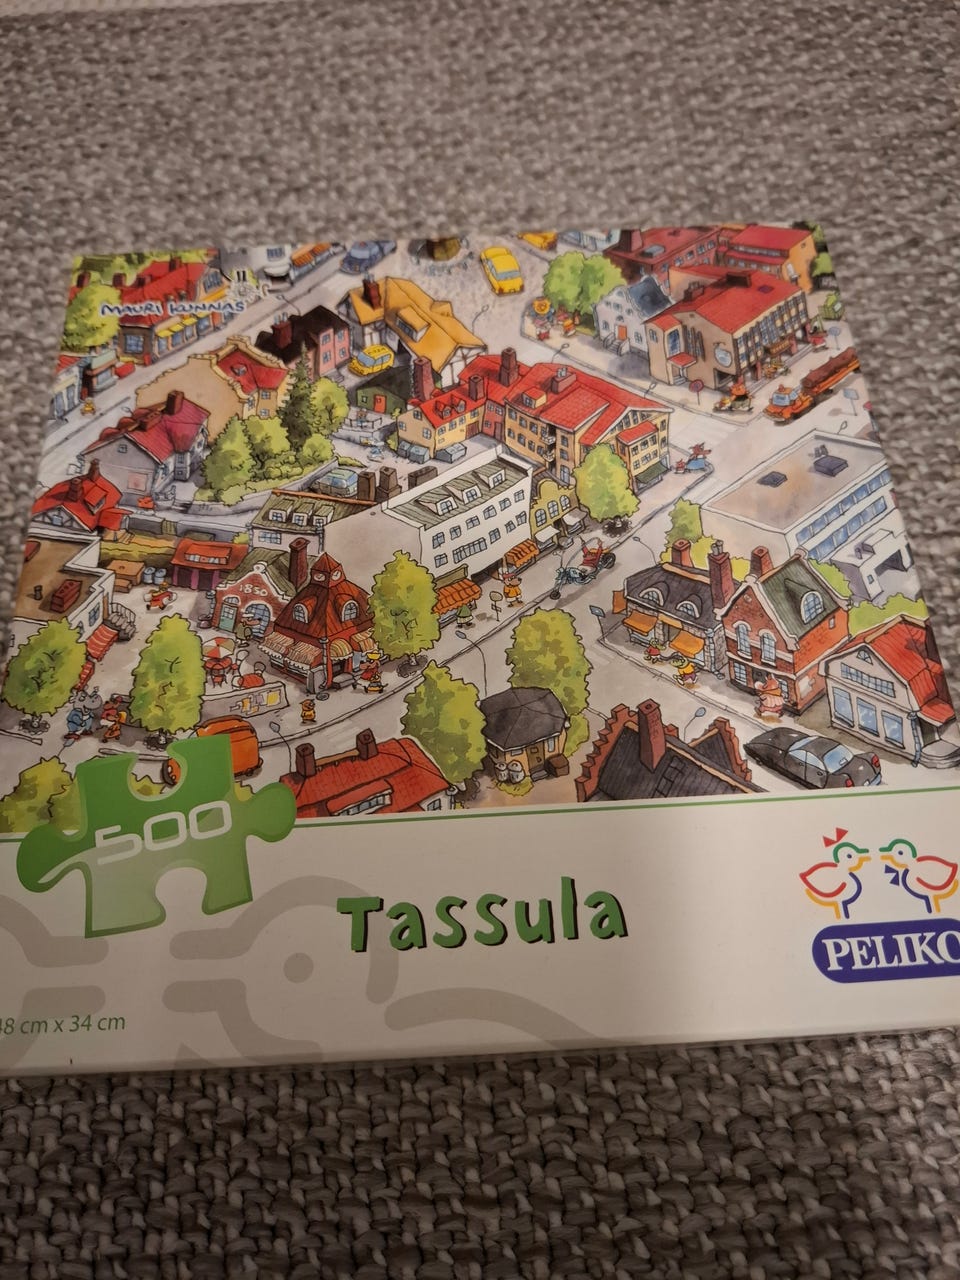 MAURI KUNNAS
1850
500
Tassula
PELIKO
48 cm x 34 cm